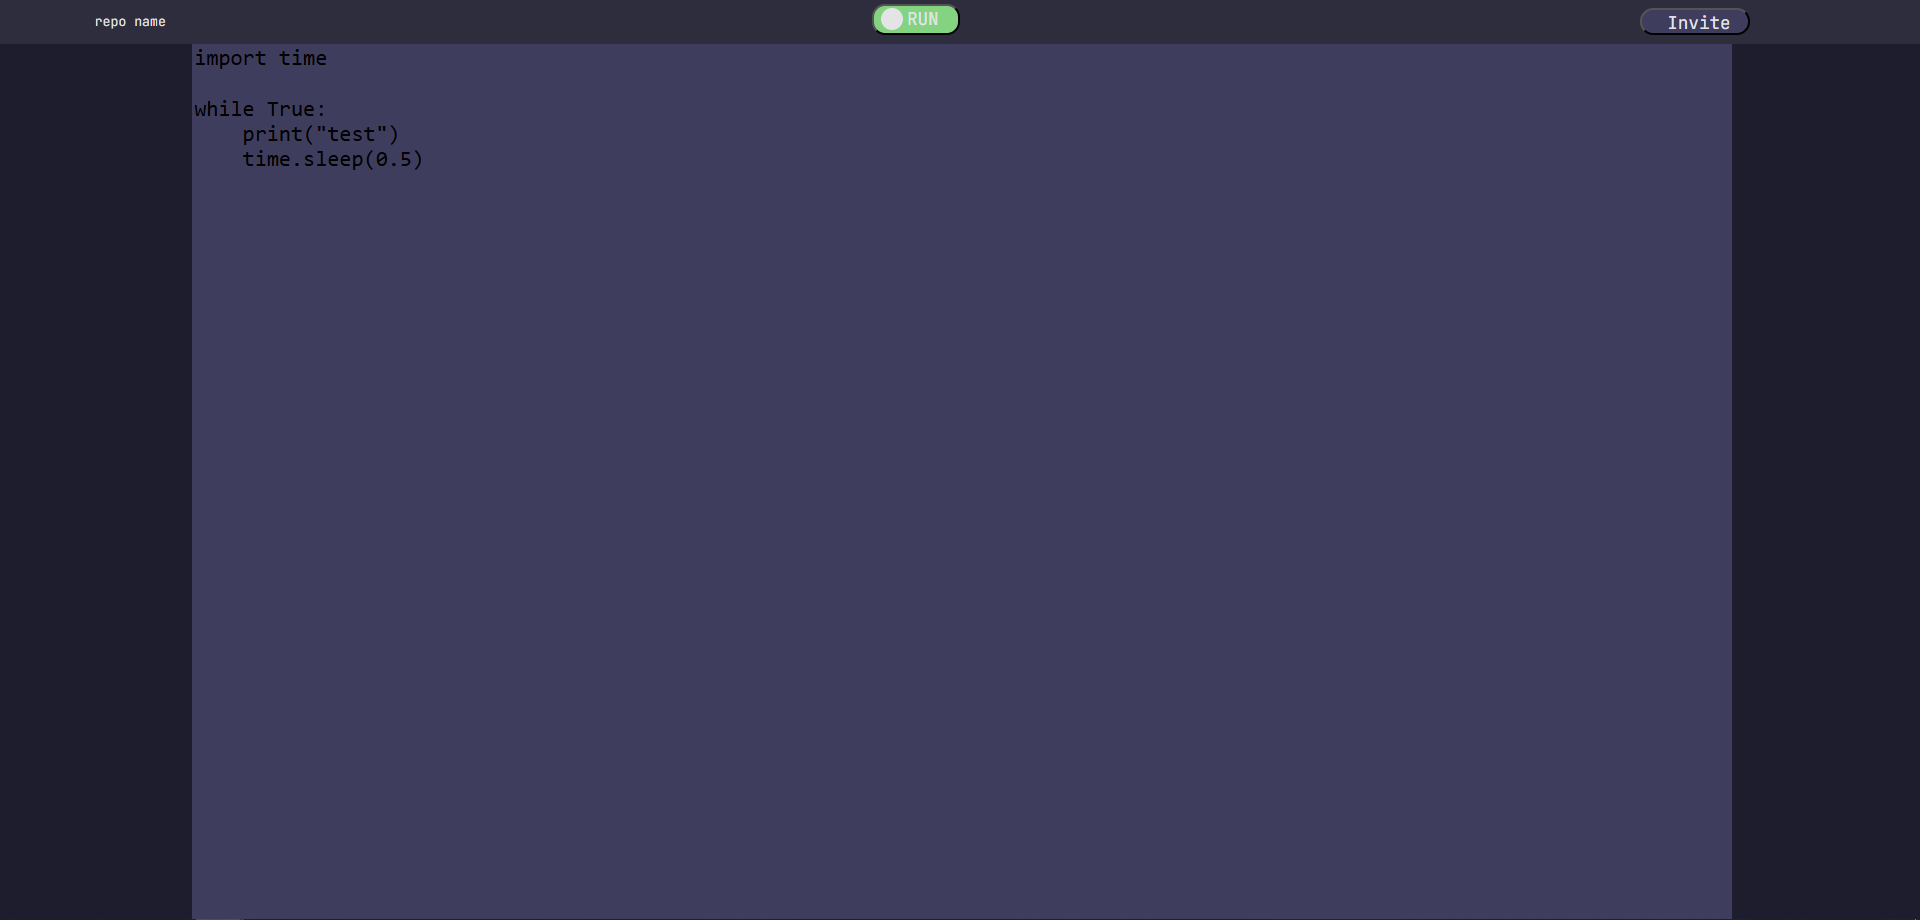 repo name
RUN
Invite
import time
while True:
    print("test")
    time.sleep(0.5)